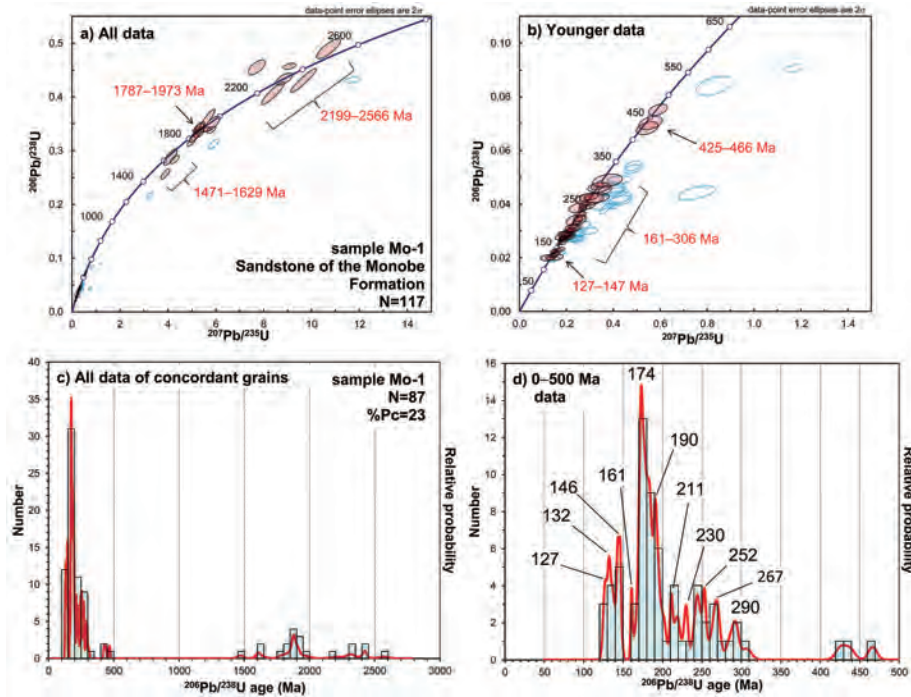 data-point error ellipses are 2σ
a) All data
0.5
0.4
0.3
0.2
0.1
0.0
206Pb/238U
2600
2200
1800
1400
1000
1787–1973 Ma
2199–2566 Ma
1471–1629 Ma
sample Mo-1
Sandstone of the Monobe
Formation
N=117
0 2 4 6 8 10 12 14
207Pb/235U
data-point error ellipses are 2σ
b) Younger data
0.10
0.08
0.06
0.04
0.02
0.00
206Pb/238U
650
550
450
350
250
150
50
425–466 Ma
161–306 Ma
127–147 Ma
0.0 0.2 0.4 0.6 0.8 1.0 1.2 1.4
207Pb/235U
c) All data of concordant grains
sample Mo-1
N=87
%Pc=23
40
35
30
25
20
15
10
5
0
Number
Relative probability
0 500 1000 1500 2000 2500 3000
206Pb/238U age (Ma)
d) 0–500 Ma
data
16
14
12
10
8
6
4
2
0
Number
Relative probability
174
190
161
146
132
127
211
230
252
267
290
0 50 100 150 200 250 300 350 400 450 500
206Pb/238U age (Ma)